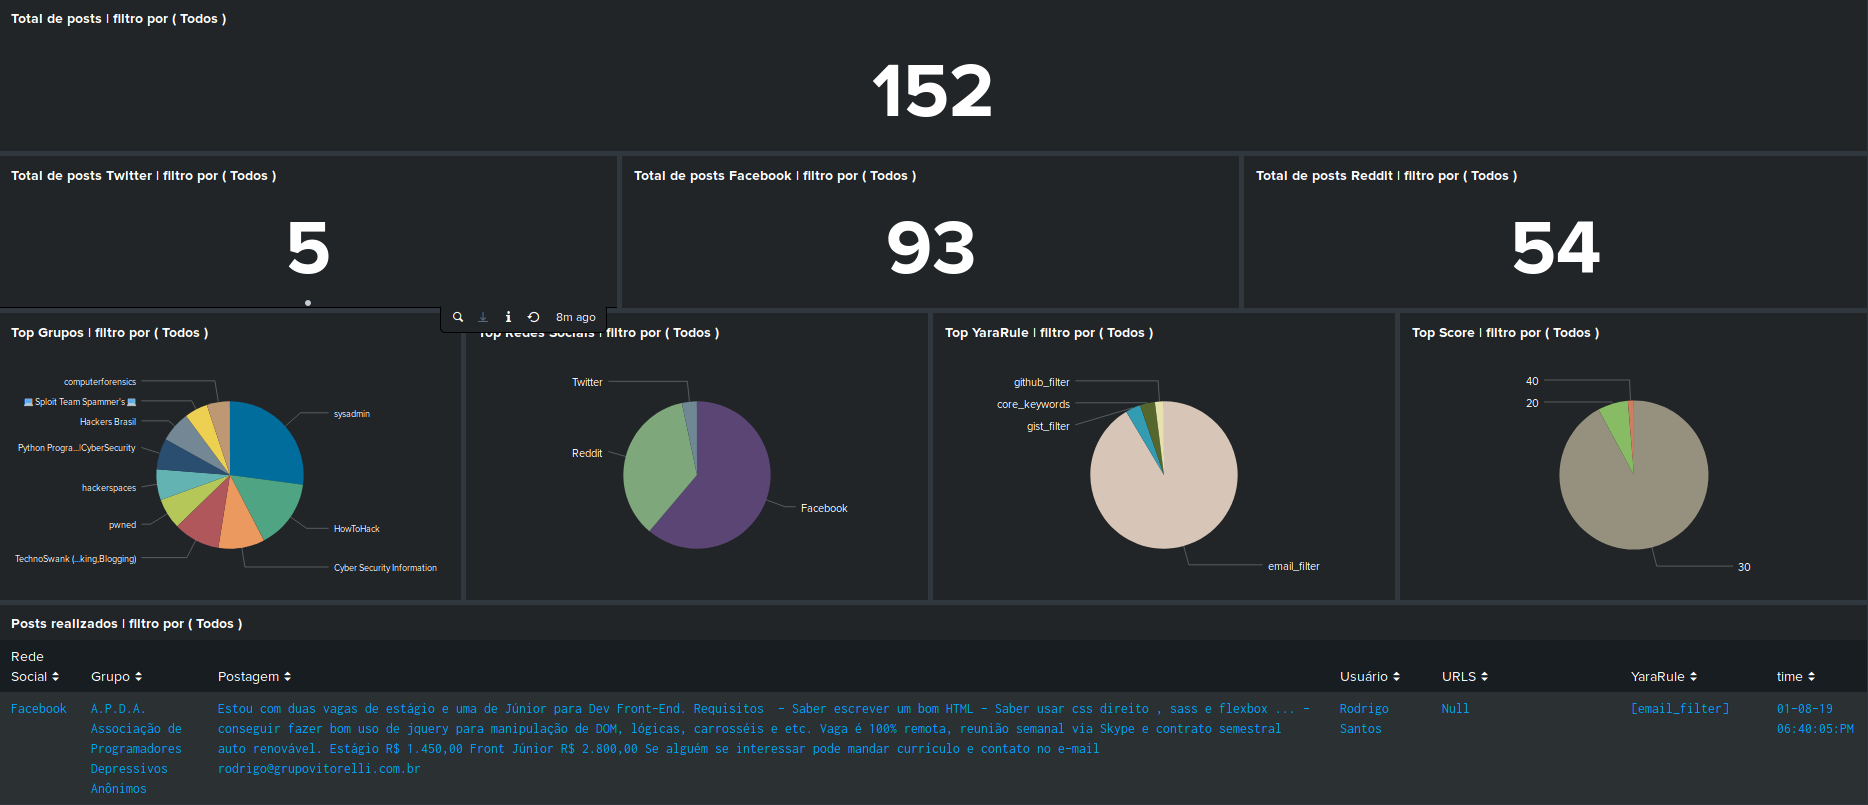 Total de posts | filtro por ( Todos )
152
Total de posts Twitter | filtro por ( Todos )
5
Total de posts Facebook | filtro por ( Todos )
93
Total de posts Reddit | filtro por ( Todos )
54
8m ago
Top Grupos | filtro por ( Todos )
computerforensics
💻 Sploit Team Spammer's 💻
Hackers Brasil
Python Progra...|CyberSecurity
hackerspaces
pwned
TechnoSwank (...king,Blogging)
sysadmin
HowToHack
Cyber Security Information
Top Redes Sociais | filtro por ( Todos )
Twitter
Reddit
Facebook
Top YaraRule | filtro por ( Todos )
github_filter
core_keywords
gist_filter
email_filter
Top Score | filtro por ( Todos )
40
20
30
Posts realizados | filtro por ( Todos )
Rede
Social Grupo Postagem Usuário URLS YaraRule time
Facebook
A.P.D.A.
Associação de
Programadores
Depressivos
Anônimos
Estou com duas vagas de estágio e uma de Júnior para Dev Front-End. Requisitos - Saber escrever um bom HTML - Saber usar css direito , sass e flexbox ... -
conseguir fazer bom uso de jquery para manipulação de DOM, lógicas, carrosséis e etc. Vaga é 100% remota, reunião semanal via Skype e contrato semestral
auto renovável. Estágio R$ 1.450,00 Front Júnior R$ 2.800,00 Se alguém se interessar pode mandar currículo e contato no e-mail
rodrigo@grupovitorelli.com.br
Rodrigo
Santos
Null
[email_filter]
01-08-19
06:40:05:PM